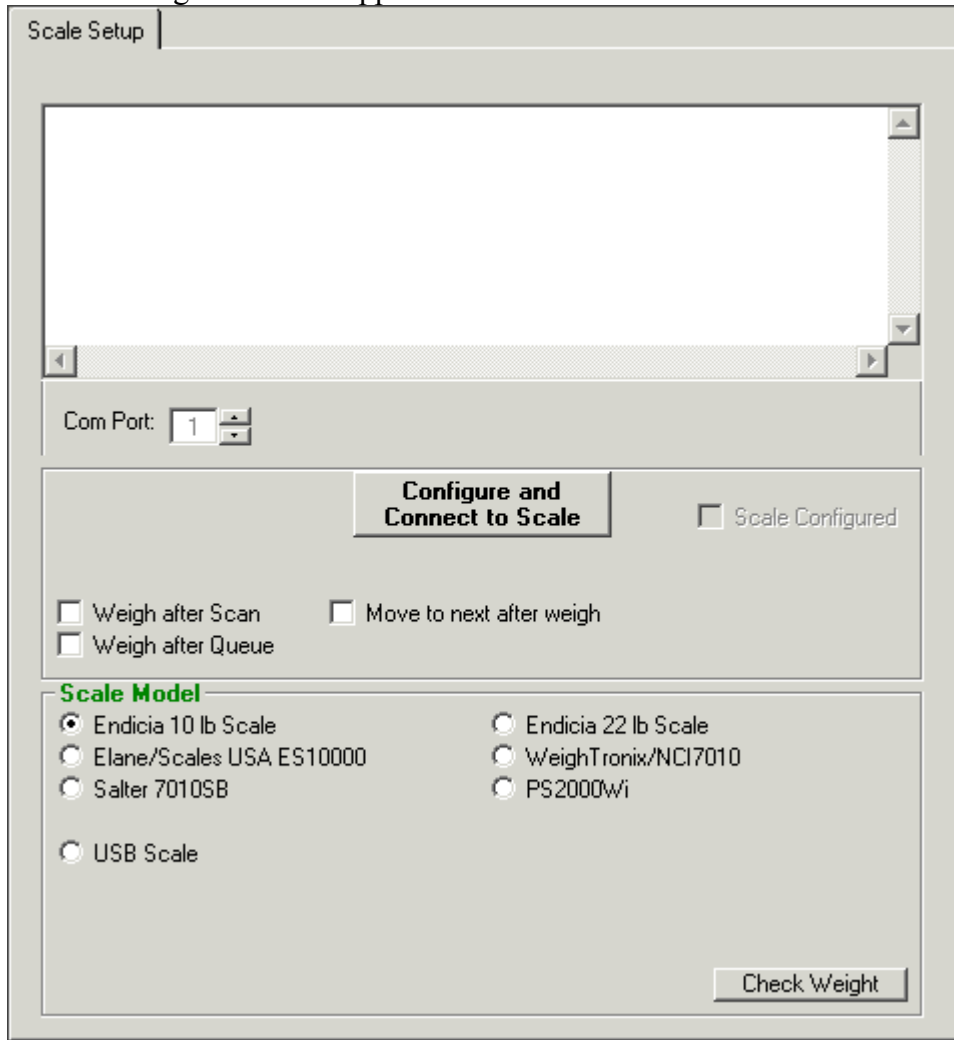 Scale Setup
Com Port: 1
Configure and
Connect to Scale
Scale Configured
Weigh after Scan
Move to next after weigh
Weigh after Queue
Scale Model
Endicia 10 lb Scale
Endicia 22 lb Scale
Elane/Scales USA ES10000
WeighTronix/NCI7010
Salter 7010SB
PS2000Wi
USB Scale
Check Weight